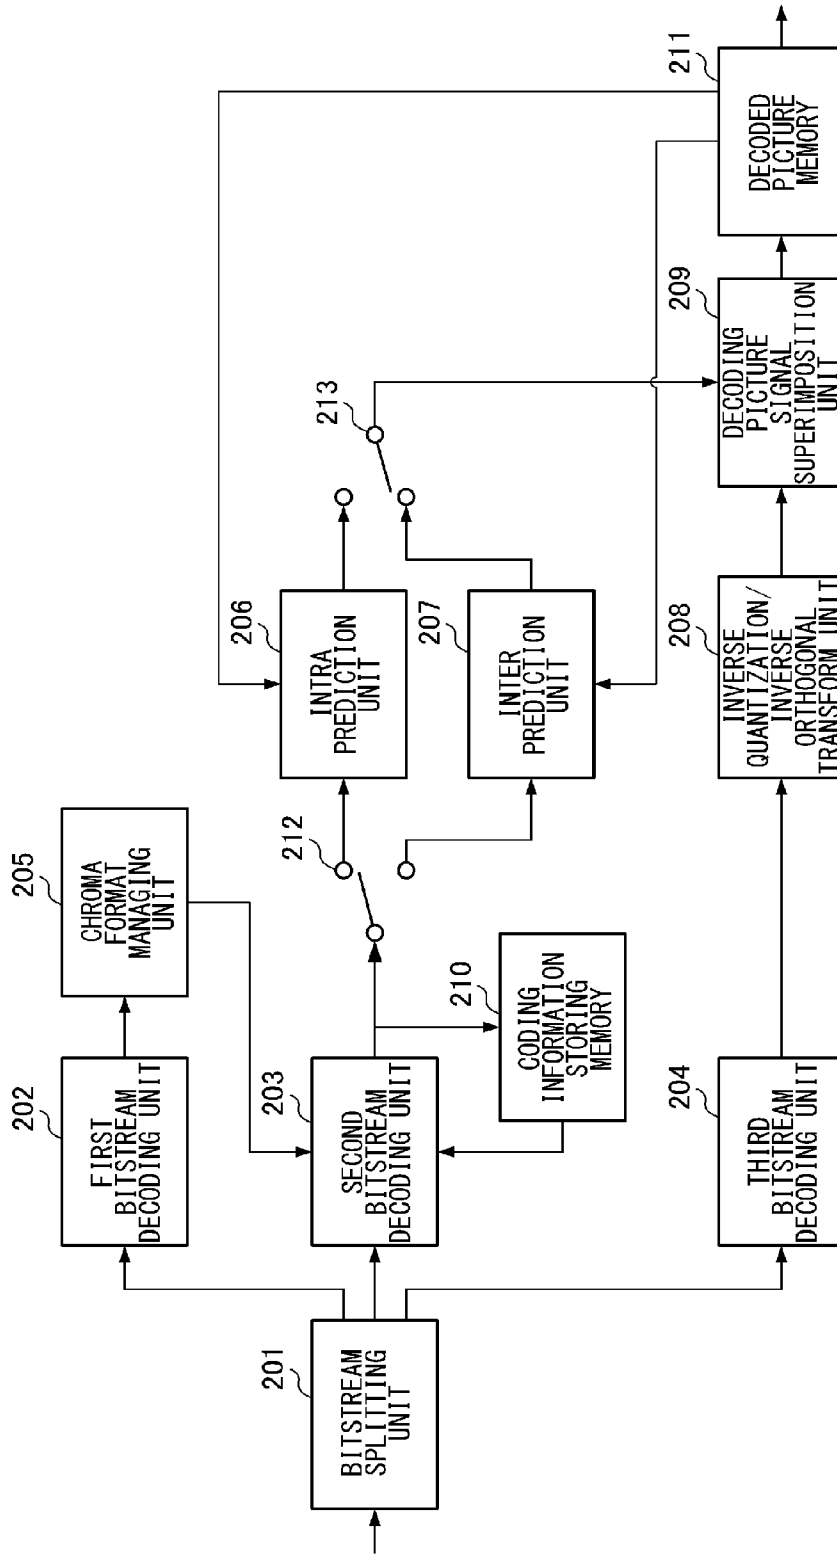 201
BITSTREAM
SPLITTING
UNIT
202
FIRST
BITSTREAM
DECODING UNIT
203
SECOND
BITSTREAM
DECODING UNIT
204
THIRD
BITSTREAM
DECODING UNIT
205
CHROMA
FORMAT
MANAGING
UNIT
210
CODING
INFORMATION
STORING
MEMORY
212
206
INTRA
PREDICTION
UNIT
207
INTER
PREDICTION
UNIT
208
INVERSE
QUANTIZATION/
INVERSE
ORTHOGONAL
TRANSFORM UNIT
213
209
DECODING
PICTURE
SIGNAL
SUPERIMPOSITION
UNIT
211
DECODED
PICTURE
MEMORY